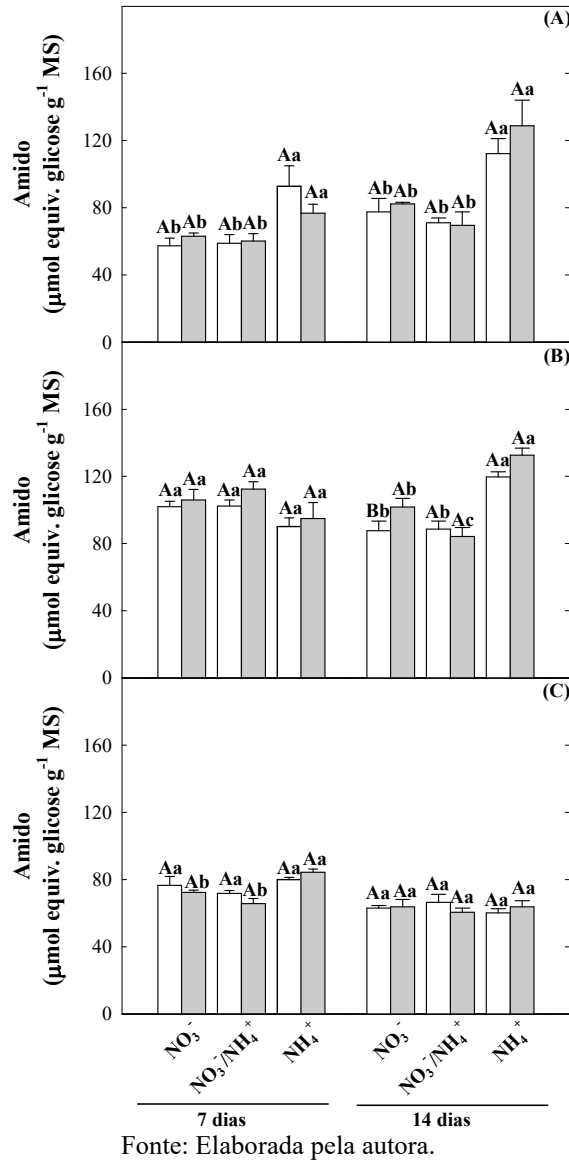 (A)
Amido
(µmol equiv. glicose g⁻¹ MS)
160
120
80
40
0
Ab Ab Ab Ab Aa Aa Ab Ab Ab Ab Aa Aa
(B)
Amido
(µmol equiv. glicose g⁻¹ MS)
160
120
80
40
0
Aa Aa Aa Aa Aa Aa Bb Ab Ab Ac Aa Aa
(C)
Amido
(µmol equiv. glicose g⁻¹ MS)
160
120
80
40
0
Aa Ab Aa Ab Aa Aa Aa Aa Aa Aa Aa Aa
NO₃⁻ NO₃⁻/NH₄⁺ NH₄⁺ NO₃⁻ NO₃⁻/NH₄⁺ NH₄⁺
7 dias 14 dias
Fonte: Elaborada pela autora.